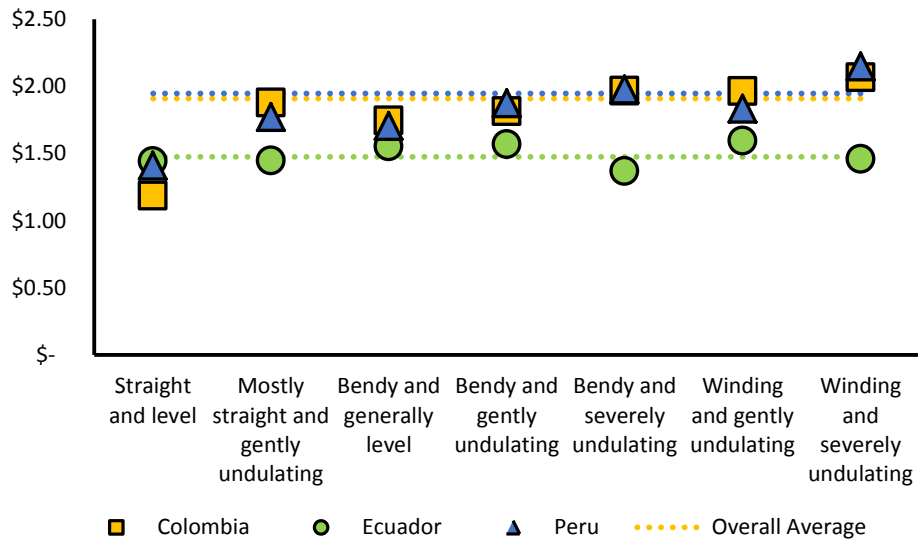 $2.50
$2.00
$1.50
$1.00
$0.50
$-
Straight and level
Mostly straight and gently undulating
Bendy and generally level
Bendy and gently undulating
Bendy and severely undulating
Winding and gently undulating
Winding and severely undulating
Colombia
Ecuador
Peru
Overall Average